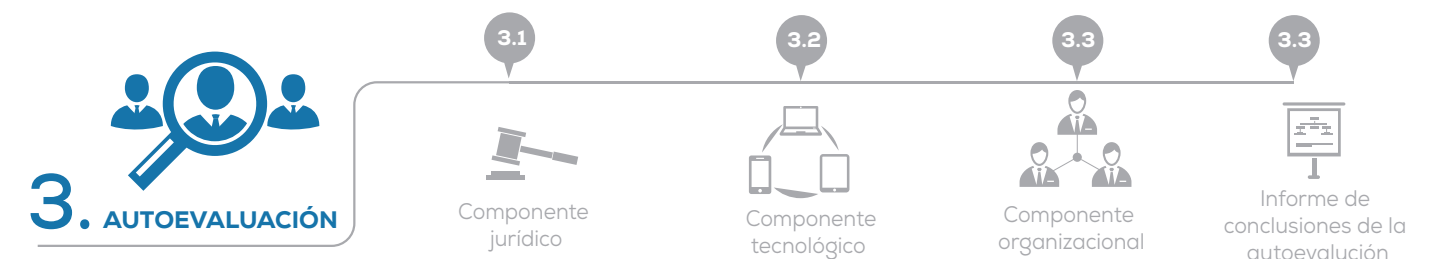 3. AUTOEVALUACIÓN
3.1
Componente
jurídico
3.2
Componente
tecnológico
3.3
Componente
organizacional
3.3
Informe de
conclusiones de la
autoevalución